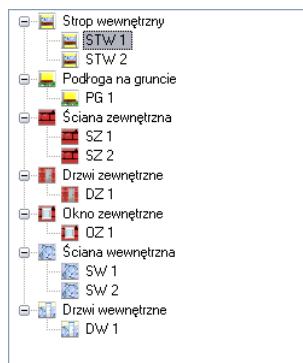 Strop wewnętrzny
STW 1
STW 2
Podłoga na gruncie
PG 1
Ściana zewnętrzna
SZ 1
SZ 2
Drzwi zewnętrzne
DZ 1
Okno zewnętrzne
OZ 1
Ściana wewnętrzna
SW 1
SW 2
Drzwi wewnętrzne
DW 1